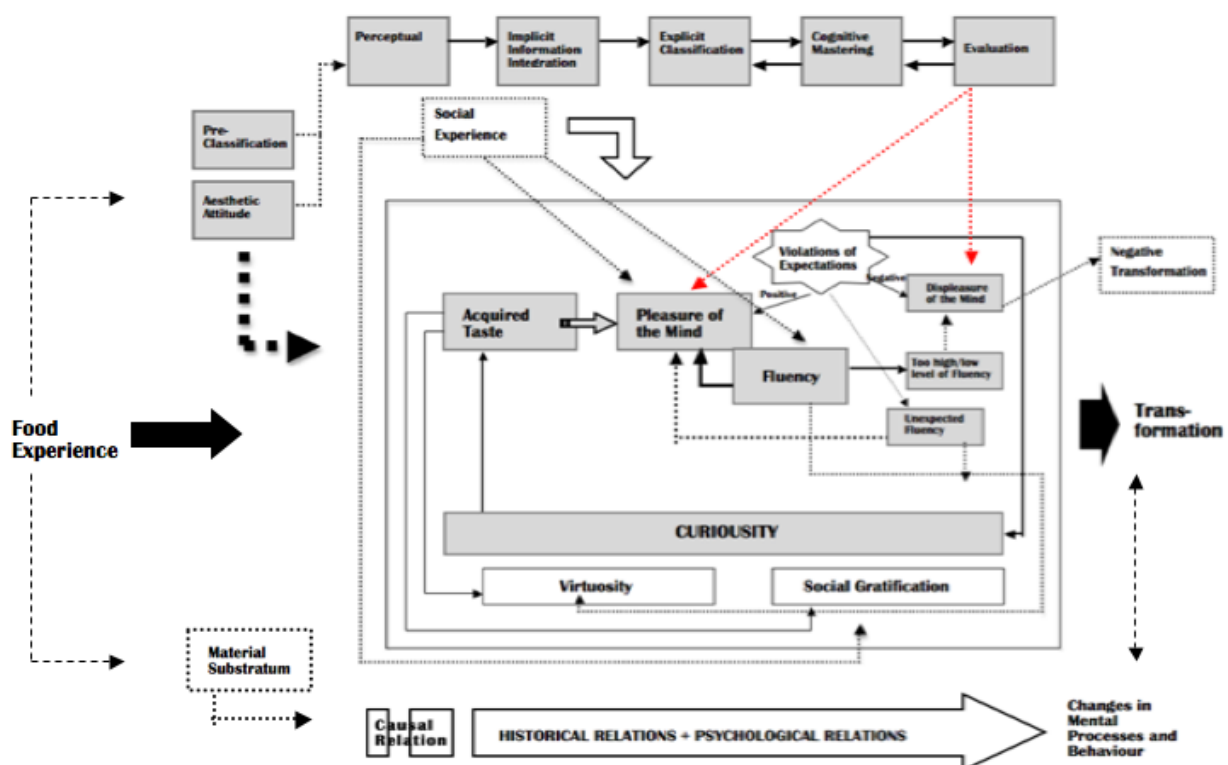 Perceptual
Implicit
Information
Integration
Explicit
Classification
Cognitive
Mastering
Evaluation
Social
Experience
Pre-
Classification
Aesthetic
Attitude
Violations of
Expectations
Negative
Positive
Negative
Transformation
Displeasure
of the Mind
Acquired
Taste
Pleasure of
the Mind
Fluency
Too high/low
level of Fluency
Unexpected
Fluency
Food
Experience
Trans-
formation
CURIOUSITY
Virtuosity
Social Gratification
Material
Substratum
Causal
Relation
HISTORICAL RELATIONS + PSYCHOLOGICAL RELATIONS
Changes in
Mental
Processes and
Behaviour